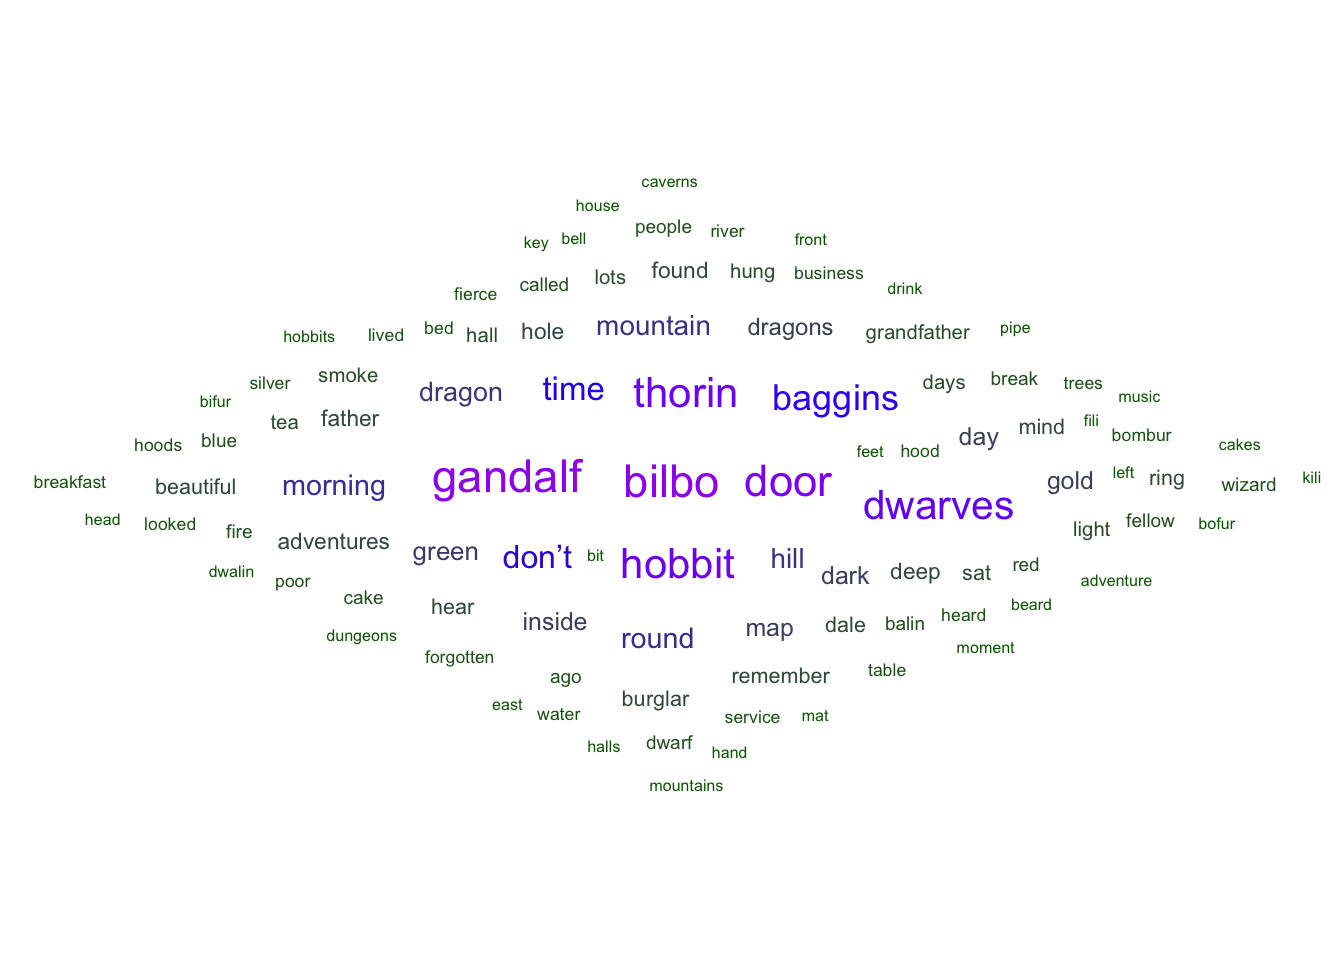 caverns
house
people river
key bell front
called lots found hung business
fierce drink
hobbits lived bed hall hole mountain dragons grandfather pipe
silver smoke dragon time thorin baggins days break trees
bifur music
tea father
hoods blue feet hood day mind fili bombur cakes
breakfast beautiful morning gandalf bilbo door gold left ring wizard kili
dwarves
head looked fire light fellow bofur
adventures green don’t bit hobbit hill
dwalin poor dark deep sat red adventure
cake hear beard
dungeons inside round map dale balin heard
forgotten moment
ago remember table
east water burglar service mat
halls dwarf hand
mountains